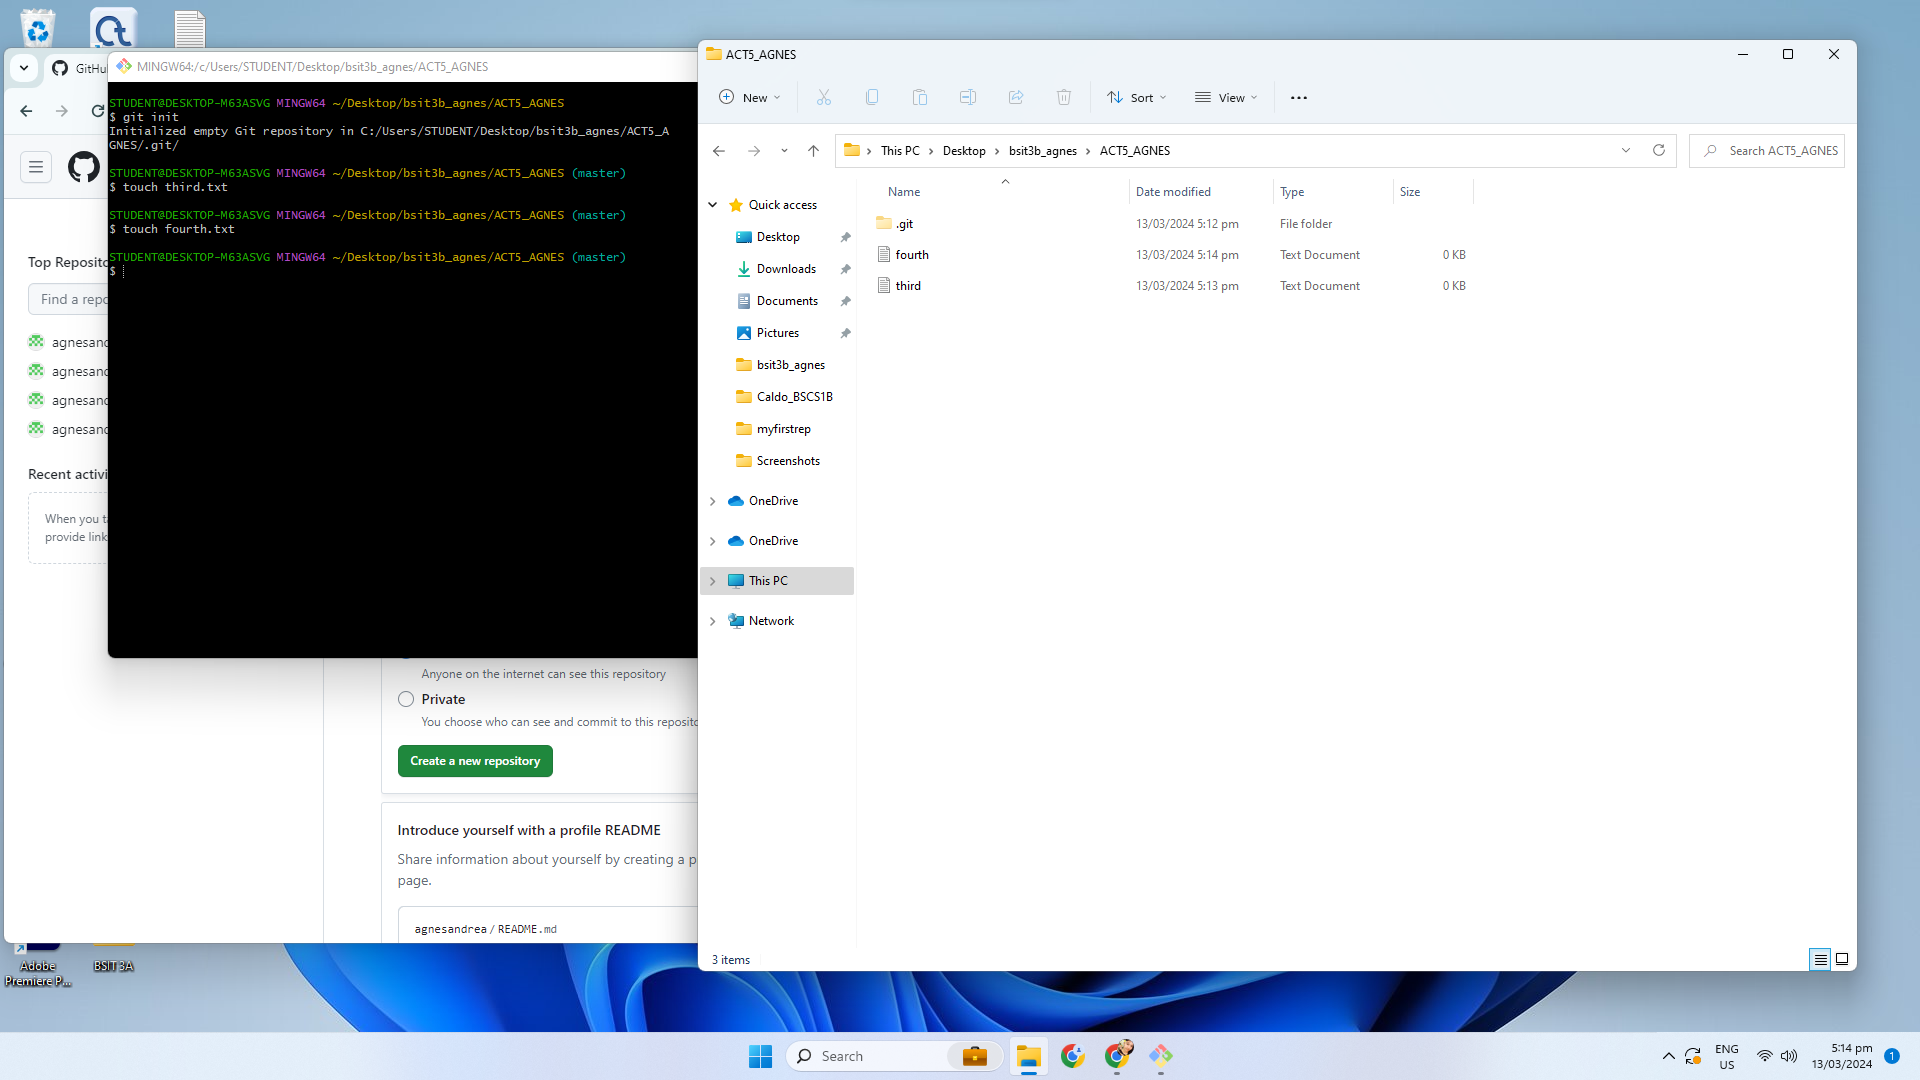 GitHu
MINGW64:/c/Users/STUDENT/Desktop/bsit3b_agnes/ACT5_AGNES
STUDENT@DESKTOP-M63ASVG MINGW64 ~/Desktop/bsit3b_agnes/ACT5_AGNES
$ git init
Initialized empty Git repository in C:/Users/STUDENT/Desktop/bsit3b_agnes/ACT5_A
GNES/.git/
STUDENT@DESKTOP-M63ASVG MINGW64 ~/Desktop/bsit3b_agnes/ACT5_AGNES (master)
$ touch third.txt
STUDENT@DESKTOP-M63ASVG MINGW64 ~/Desktop/bsit3b_agnes/ACT5_AGNES (master)
$ touch fourth.txt
STUDENT@DESKTOP-M63ASVG MINGW64 ~/Desktop/bsit3b_agnes/ACT5_AGNES (master)
$
Top Reposito
Find a repo
agnesand
agnesand
agnesand
agnesand
Recent activi
When you ta
provide link
Anyone on the internet can see this repository
Private
You choose who can see and commit to this reposito
Create a new repository
Introduce yourself with a profile README
Share information about yourself by creating a p
page.
agnesandrea / README.md
ACT5_AGNES
New
Sort
View
This PC
Desktop
bsit3b_agnes
ACT5_AGNES
Search ACT5_AGNES
Quick access
Desktop
Downloads
Documents
Pictures
bsit3b_agnes
Caldo_BSCS1B
myfirstrep
Screenshots
OneDrive
OneDrive
This PC
Network
Name Date modified Type Size
.git 13/03/2024 5:12 pm File folder
fourth 13/03/2024 5:14 pm Text Document 0 KB
third 13/03/2024 5:13 pm Text Document 0 KB
3 items
Adobe
Premiere P...
BSIT 3A
Search
ENG
US
5:14 pm
13/03/2024
1